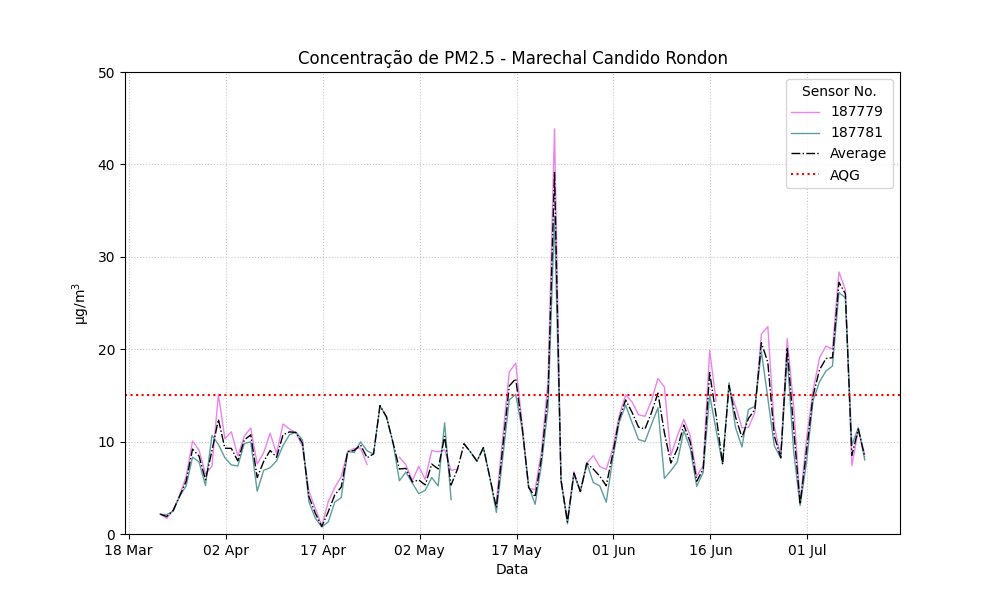 Concentração de PM2.5 - Marechal Candido Rondon
50
40
30
20
10
0
µg/m³
18 Mar
02 Apr
17 Apr
02 May
17 May
01 Jun
16 Jun
01 Jul
Data
Sensor No.
187779
187781
Average
AQG